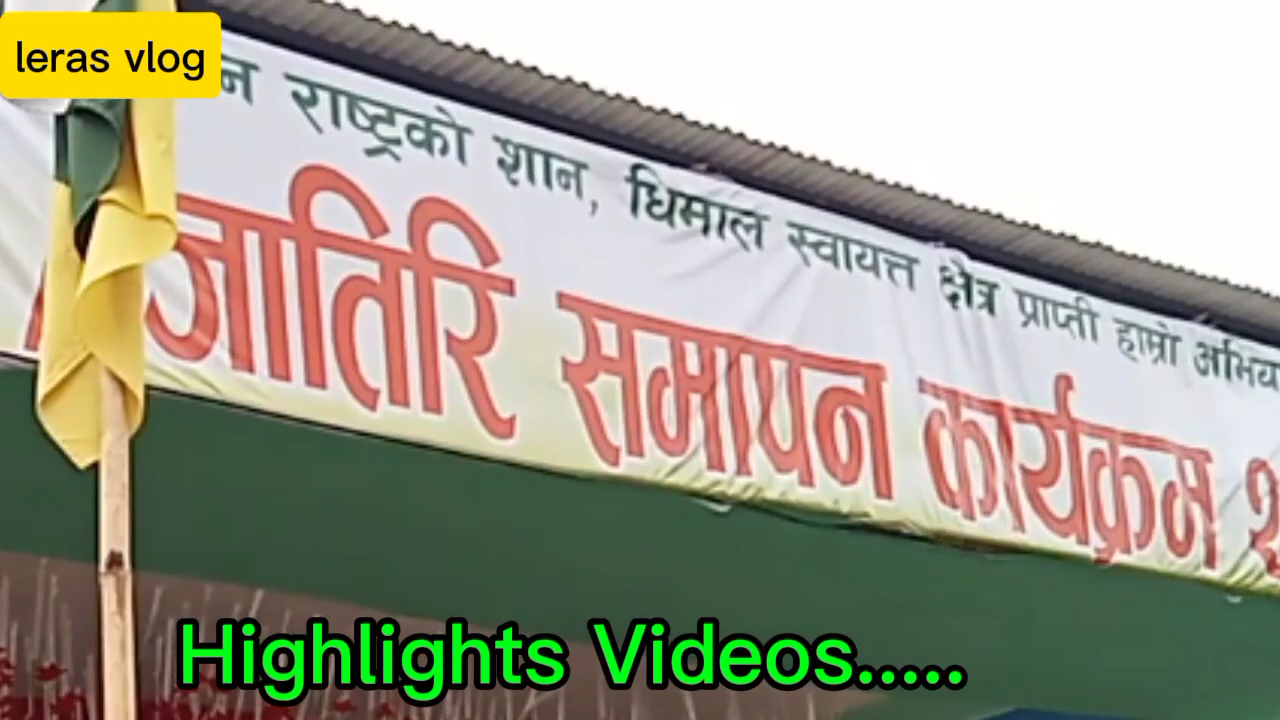 leras vlog
राष्ट्रको शान, धिमाल स्वायत्त क्षेत्र प्राप्ती हाम्रो
जातिरि समापन कार्यक्रम
Highlights Videos.....